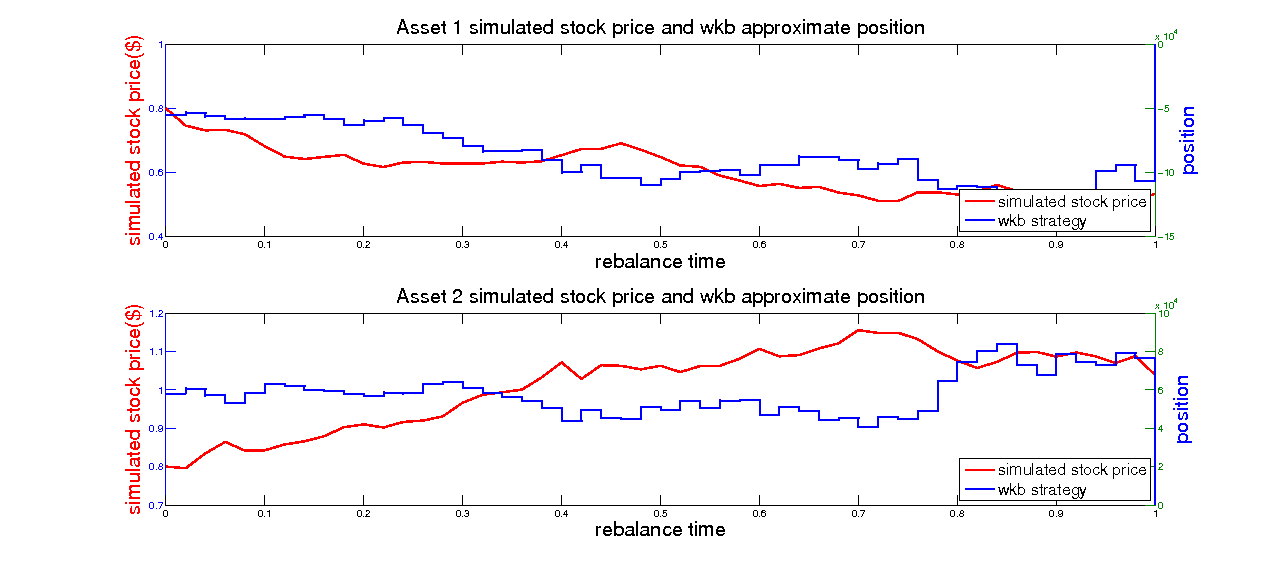 Asset 1 simulated stock price and wkb approximate position
x 10^4
1
0.8
0.6
0.4
simulated stock price($)
0
-5
-10
-15
position
simulated stock price
wkb strategy
0 0.1 0.2 0.3 0.4 0.5 0.6 0.7 0.8 0.9 1
rebalance time
Asset 2 simulated stock price and wkb approximate position
x 10^4
1.2
1.1
1
0.9
0.8
0.7
simulated stock price($)
10
8
6
4
2
0
position
simulated stock price
wkb strategy
0 0.1 0.2 0.3 0.4 0.5 0.6 0.7 0.8 0.9 1
rebalance time